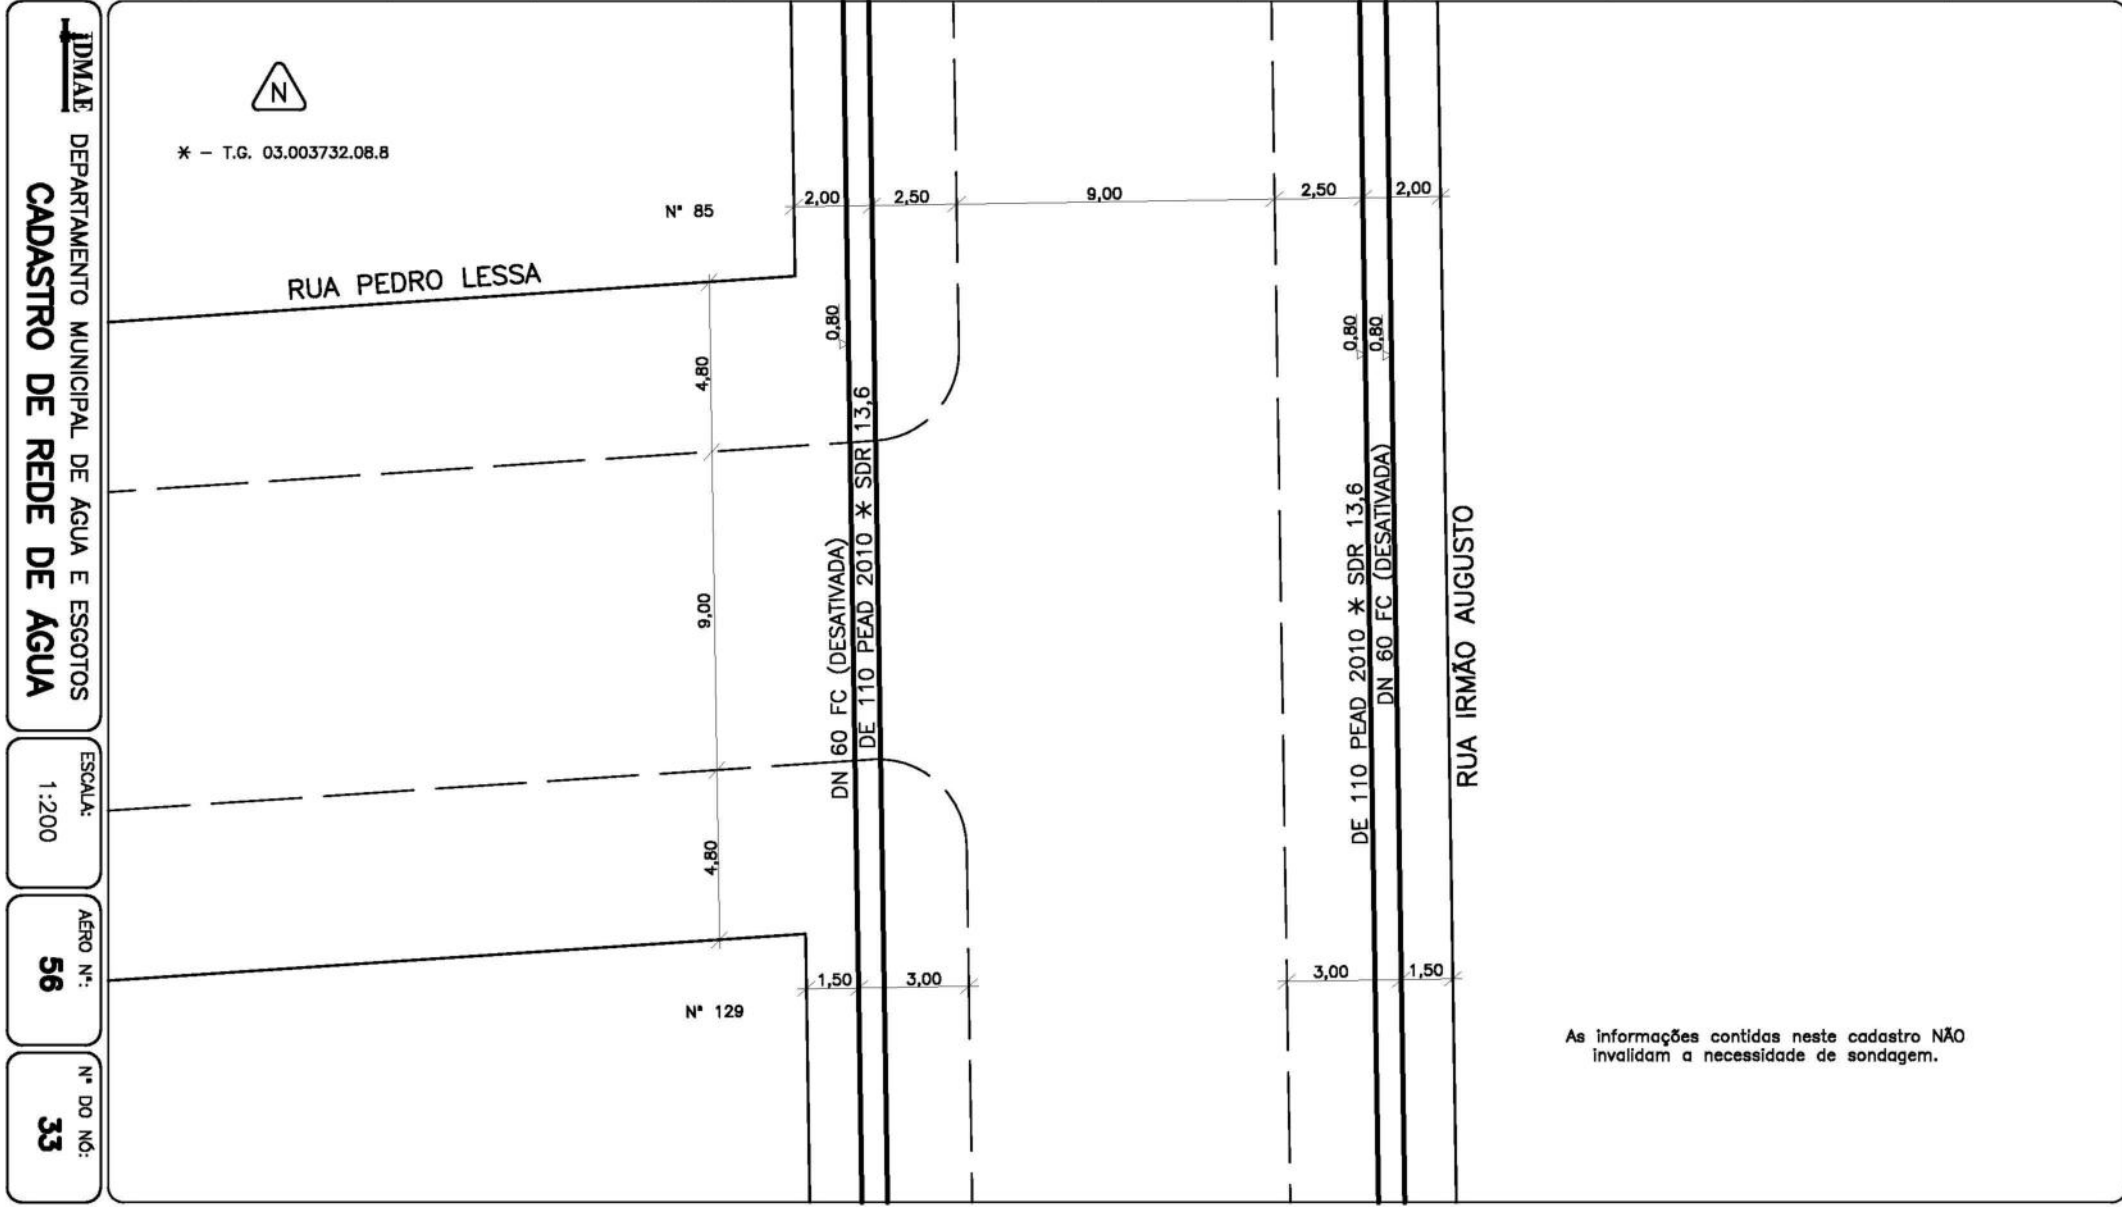 DMAE
DEPARTAMENTO MUNICIPAL DE ÁGUA E ESGOTOS
CADASTRO DE REDE DE ÁGUA
ESCALA:
1:200
AÉRO Nº:
56
Nº DO NÓ:
33
N
* - T.G. 03.003732.08.8
Nº 85
RUA PEDRO LESSA
2,00
2,50
9,00
2,50
2,00
0,80
0,80
0,80
4,80
9,00
4,80
DN 60 FC (DESATIVADA)
DE 110 PEAD 2010 * SDR 13,6
DE 110 PEAD 2010 * SDR 13,6
DN 60 FC (DESATIVADA)
RUA IRMÃO AUGUSTO
1,50
3,00
3,00
1,50
Nº 129
As informações contidas neste cadastro NÃO
invalidam a necessidade de sondagem.